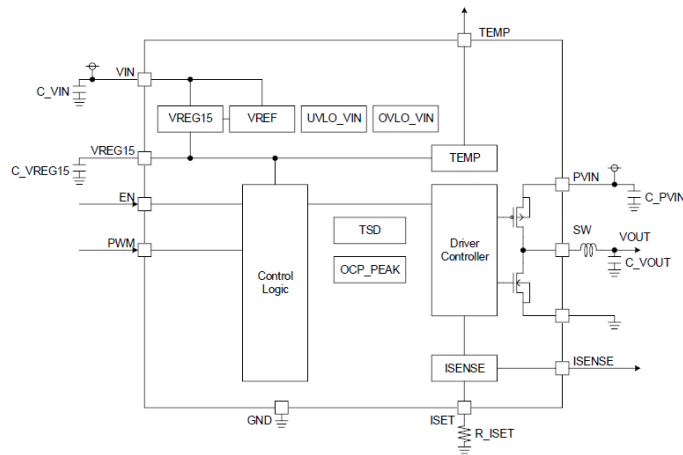 TEMP
VIN
C_VIN
VREG15
VREF
UVLO_VIN
OVLO_VIN
VREG15
TEMP
C_VREG15
PVIN
C_PVIN
EN
PWM
TSD
OCP_PEAK
Control
Logic
Driver
Controller
SW
VOUT
C_VOUT
ISENSE
ISENSE
GND
ISET
R_ISET